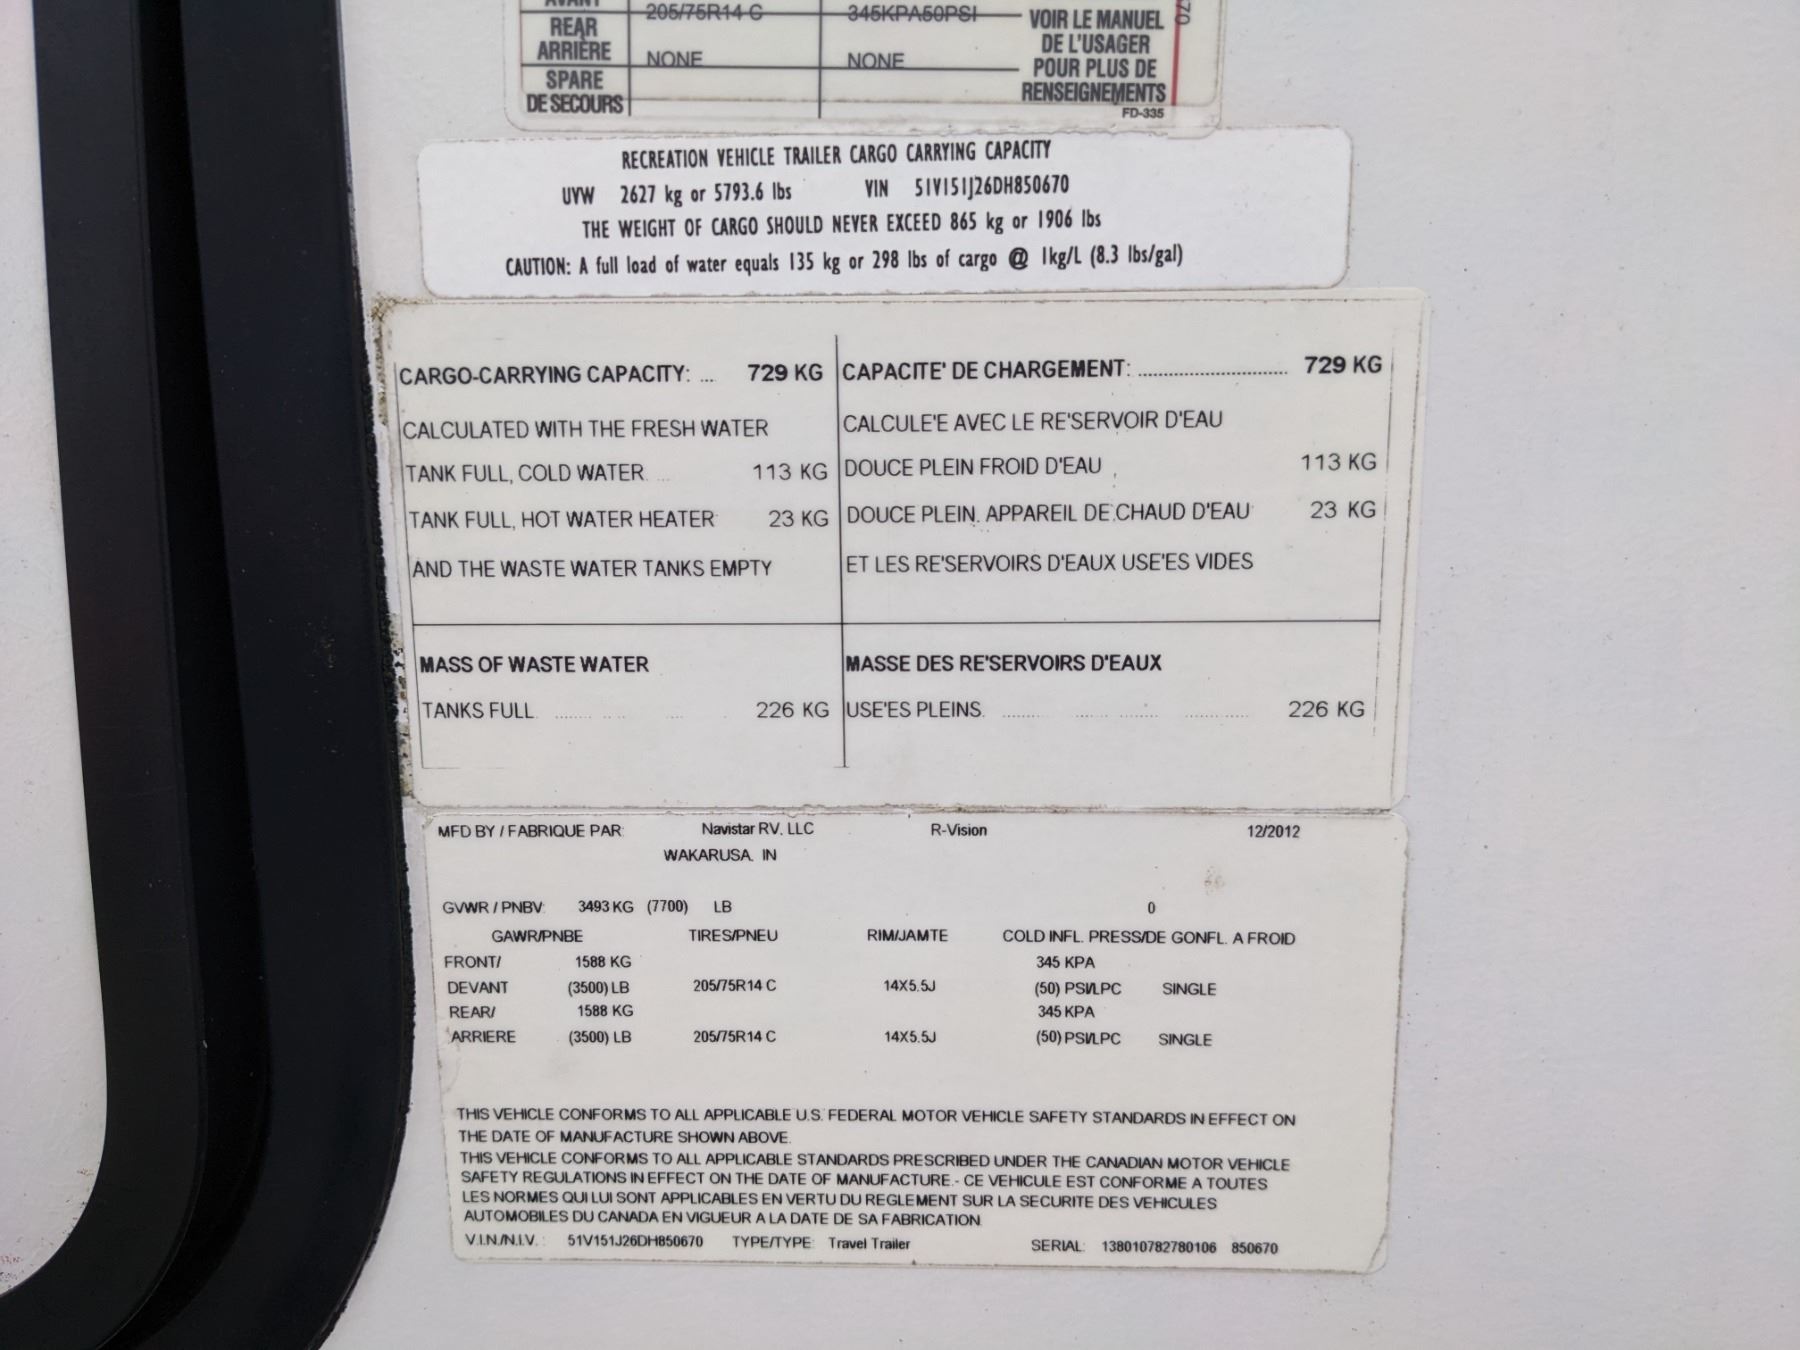 AVANT 205/75R14 C 345KPA50PSI
REAR
ARRIÈRE NONE NONE
SPARE
DE SECOURS
VOIR LE MANUEL
DE L'USAGER
POUR PLUS DE
RENSEIGNEMENTS
FD-335
RECREATION VEHICLE TRAILER CARGO CARRYING CAPACITY
UVW 2627 kg or 5793.6 lbs VIN 51V151J26DH850670
THE WEIGHT OF CARGO SHOULD NEVER EXCEED 865 kg or 1906 lbs
CAUTION: A full load of water equals 135 kg or 298 lbs of cargo @ 1kg/L (8.3 lbs/gal)
CARGO-CARRYING CAPACITY: ... 729 KG
CALCULATED WITH THE FRESH WATER
TANK FULL, COLD WATER ... 113 KG
TANK FULL, HOT WATER HEATER 23 KG
AND THE WASTE WATER TANKS EMPTY
CAPACITE' DE CHARGEMENT: .............................. 729 KG
CALCULE'E AVEC LE RE'SERVOIR D'EAU
DOUCE PLEIN FROID D'EAU , 113 KG
DOUCE PLEIN. APPAREIL DE CHAUD D'EAU 23 KG
ET LES RE'SERVOIRS D'EAUX USE'ES VIDES
MASS OF WASTE WATER
TANKS FULL ........ .. .. .... 226 KG
MASSE DES RE'SERVOIRS D'EAUX
USE'ES PLEINS. ............ ...... ........ ............. 226 KG
MFD BY / FABRIQUE PAR: Navistar RV, LLC R-Vision 12/2012
WAKARUSA, IN
GVWR / PNBV: 3493 KG (7700) LB 0
GAWR/PNBE TIRES/PNEU RIM/JAMTE COLD INFL. PRESS/DE GONFL. A FROID
FRONT/ 1588 KG 345 KPA
DEVANT (3500) LB 205/75R14 C 14X5.5J (50) PSI/LPC SINGLE
REAR/ 1588 KG 345 KPA
ARRIERE (3500) LB 205/75R14 C 14X5.5J (50) PSI/LPC SINGLE
THIS VEHICLE CONFORMS TO ALL APPLICABLE U.S. FEDERAL MOTOR VEHICLE SAFETY STANDARDS IN EFFECT ON
THE DATE OF MANUFACTURE SHOWN ABOVE.
THIS VEHICLE CONFORMS TO ALL APPLICABLE STANDARDS PRESCRIBED UNDER THE CANADIAN MOTOR VEHICLE
SAFETY REGULATIONS IN EFFECT ON THE DATE OF MANUFACTURE.- CE VEHICULE EST CONFORME A TOUTES
LES NORMES QUI LUI SONT APPLICABLES EN VERTU DU REGLEMENT SUR LA SECURITE DES VEHICULES
AUTOMOBILES DU CANADA EN VIGUEUR A LA DATE DE SA FABRICATION
V.I.N./N.I.V. : 51V151J26DH850670 TYPE/TYPE: Travel Trailer SERIAL: 138010782780106 850670